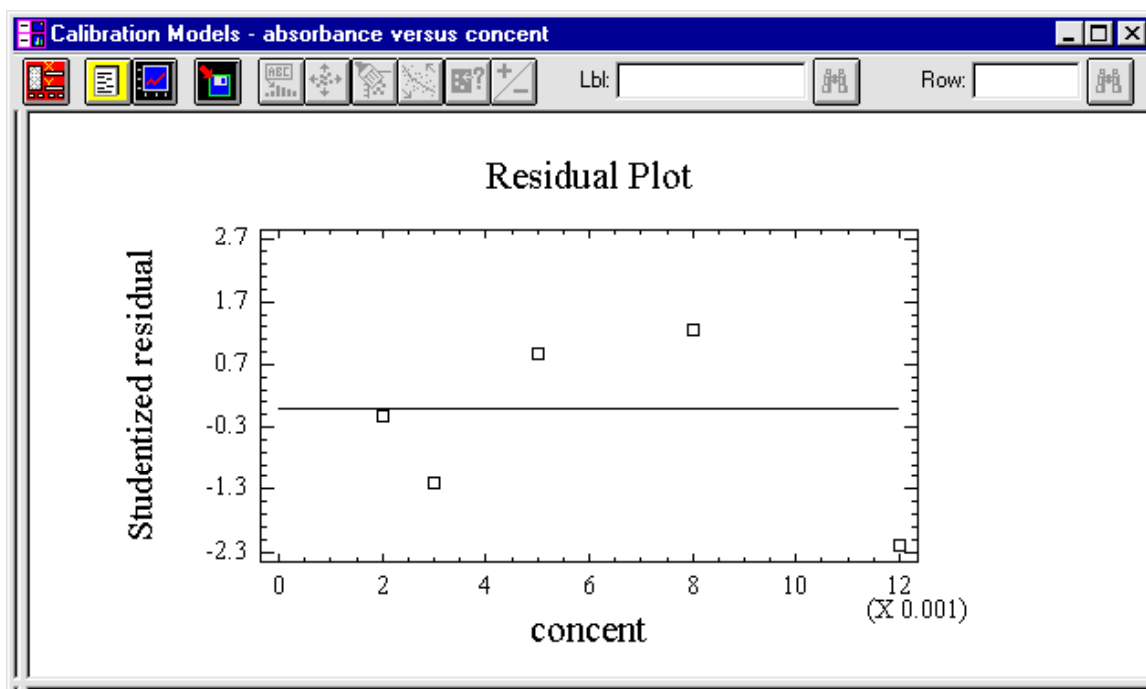 Calibration Models - absorbance versus concent
ABC
Lbl:
Row:
Residual Plot
Studentized residual
2.7
1.7
0.7
-0.3
-1.3
-2.3
0 2 4 6 8 10 12
(X 0.001)
concent